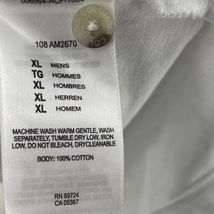 108 AM2670
XL MENS
TG HOMMES
XL HOMBRES
XL HERREN
XL HOMEM
MACHINE WASH WARM GENTLE, WASH
SEPARATELY, TUMBLE DRY LOW, IRON
LOW, DO NOT BLEACH, DRYCLEANABLE
BODY: 100% COTTON
RN 69724
CA 05367